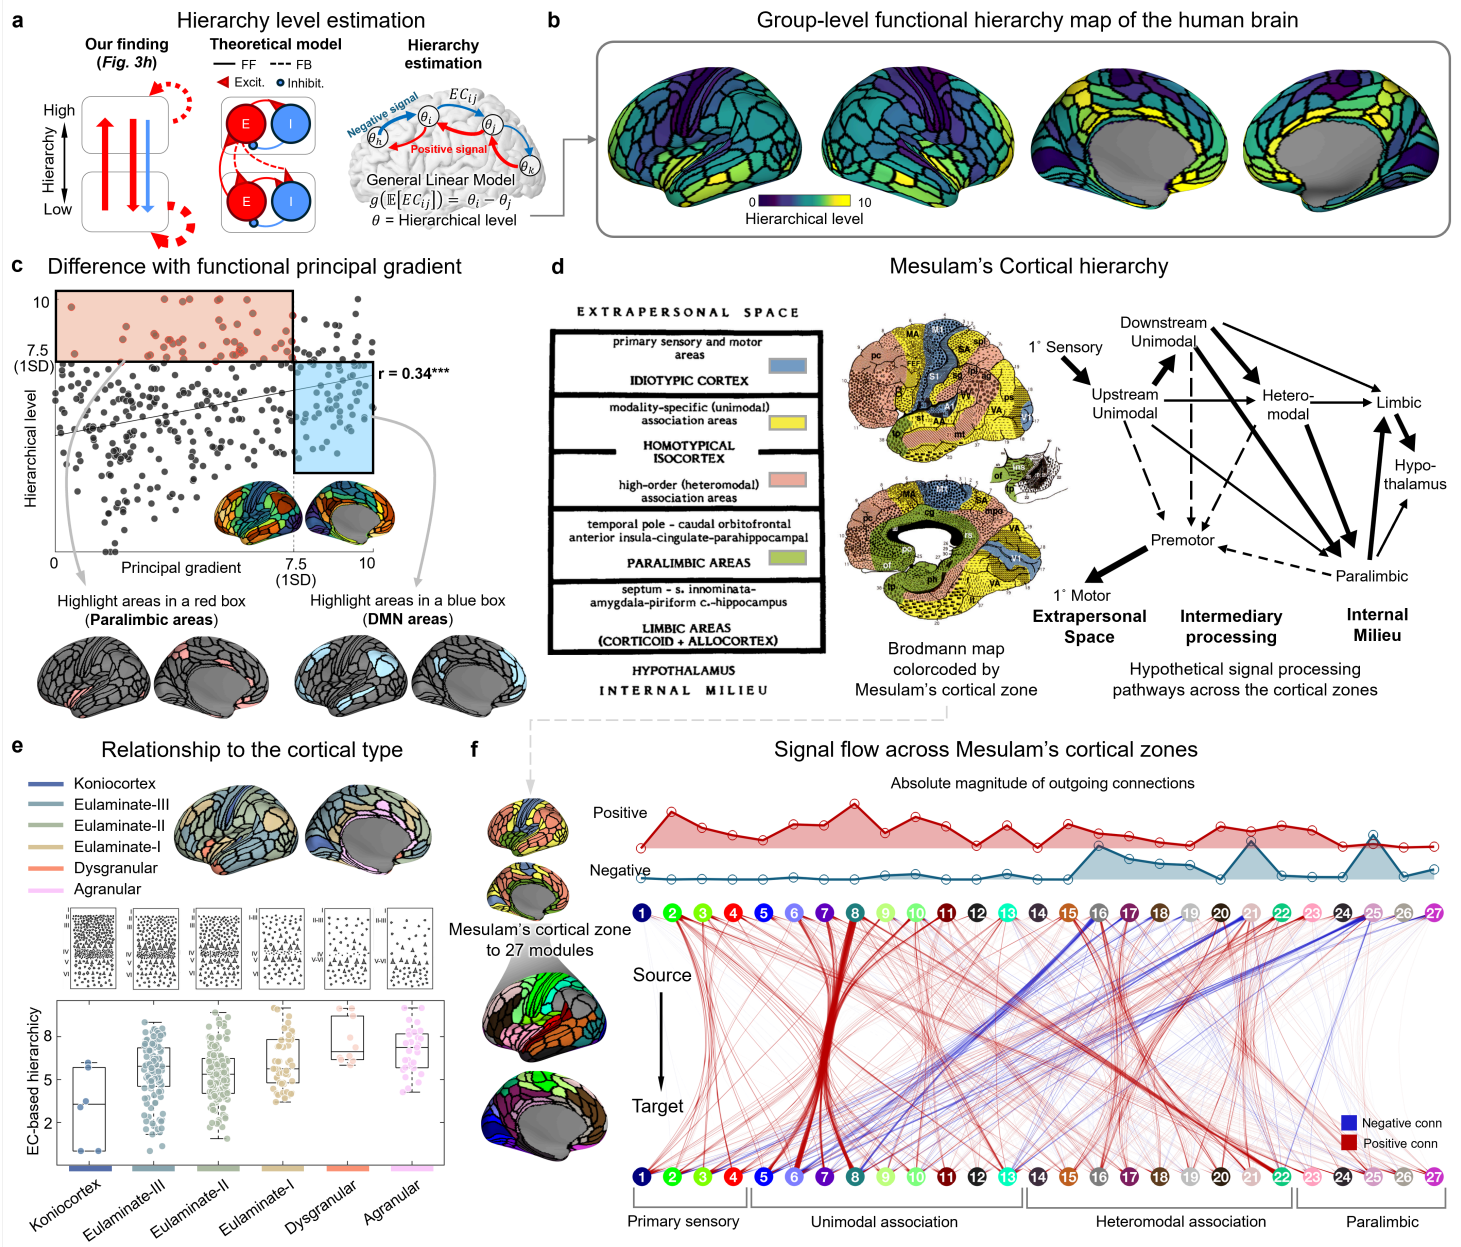 a Hierarchy level estimation
Our finding
(Fig. 3h)
High
Hierarchy
Low
Theoretical model
FF FB
Excit. Inhibit.
E I
E I
Hierarchy
estimation
EC_ij
Negative signal
θ_h θ_i θ_j θ_k
Positive signal
General Linear Model
g(𝔼[EC_ij]) = θ_i − θ_j
θ = Hierarchical level
b Group-level functional hierarchy map of the human brain
0 10
Hierarchical level
c Difference with functional principal gradient
10
7.5
(1SD)
Hierarchical level
r = 0.34***
0 Principal gradient 7.5 10
(1SD)
Highlight areas in a red box
(Paralimbic areas)
Highlight areas in a blue box
(DMN areas)
d Mesulam's Cortical hierarchy
EXTRAPERSONAL SPACE
primary sensory and motor
areas
IDIOTYPIC CORTEX
modality-specific (unimodal)
association areas
HOMOTYPICAL
ISOCORTEX
high-order (heteromodal)
association areas
temporal pole - caudal orbitofrontal
anterior insula-cingulate-parahippocampal
PARALIMBIC AREAS
septum - s. innominata-
amygdala-piriform c.-hippocampus
LIMBIC AREAS
(CORTICOID + ALLOCORTEX)
HYPOTHALAMUS
INTERNAL MILIEU
Brodmann map
colorcoded by
Mesulam's cortical zone
Downstream
Unimodal
1° Sensory
Upstream
Unimodal
Hetero-
modal
Limbic
Hypo-
thalamus
Premotor
Paralimbic
1° Motor
Extrapersonal
Space
Intermediary
processing
Internal
Milieu
Hypothetical signal processing
pathways across the cortical zones
e Relationship to the cortical type
Koniocortex
Eulaminate-III
Eulaminate-II
Eulaminate-I
Dysgranular
Agranular
EC-based hierarhicy
8
5
2
Koniocortex
Eulaminate-III
Eulaminate-II
Eulaminate-I
Dysgranular
Agranular
f Signal flow across Mesulam's cortical zones
Absolute magnitude of outgoing connections
Positive
Negative
Mesulam's cortical zone
to 27 modules
1 2 3 4 5 6 7 8 9 10 11 12 13 14 15 16 17 18 19 20 21 22 23 24 25 26 27
Source
Target
Negative conn
Positive conn
1 2 3 4 5 6 7 8 9 10 11 12 13 14 15 16 17 18 19 20 21 22 23 24 25 26 27
Primary sensory Unimodal association Heteromodal association Paralimbic